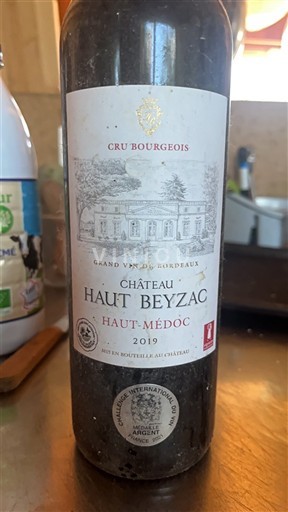 CRU BOURGEOIS
VINTON
GRAND VIN DE BORDEAUX
CHÂTEAU
HAUT BEYZAC
HAUT-MÉDOC
2019
MIS EN BOUTEILLE AU CHÂTEAU
CHALLENGE INTERNATIONAL DU VIN
MÉDAILLE
ARGENT